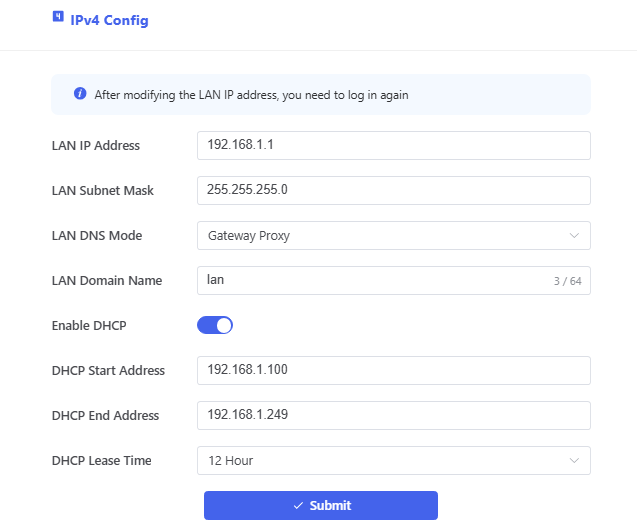 4 IPv4 Config
i After modifying the LAN IP address, you need to log in again
LAN IP Address 192.168.1.1
LAN Subnet Mask 255.255.255.0
LAN DNS Mode Gateway Proxy
LAN Domain Name lan 3 / 64
Enable DHCP
DHCP Start Address 192.168.1.100
DHCP End Address 192.168.1.249
DHCP Lease Time 12 Hour
Submit